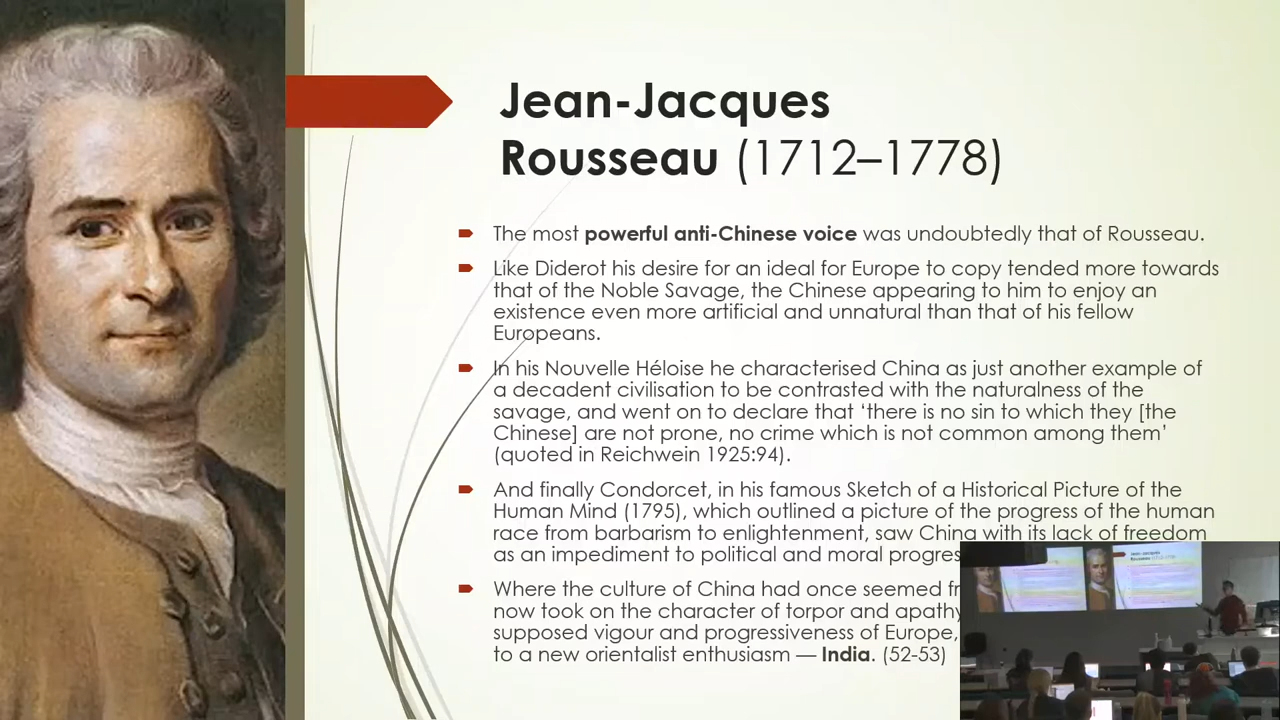 Jean-Jacques
Rousseau (1712–1778)
The most powerful anti-Chinese voice was undoubtedly that of Rousseau.
Like Diderot his desire for an ideal for Europe to copy tended more towards
that of the Noble Savage, the Chinese appearing to him to enjoy an
existence even more artificial and unnatural than that of his fellow
Europeans.
In his Nouvelle Héloise he characterised China as just another example of
a decadent civilisation to be contrasted with the naturalness of the
savage, and went on to declare that ‘there is no sin to which they [the
Chinese] are not prone, no crime which is not common among them’
(quoted in Reichwein 1925:94).
And finally Condorcet, in his famous Sketch of a Historical Picture of the
Human Mind (1795), which outlined a picture of the progress of the human
race from barbarism to enlightenment, saw China with its lack of freedom
as an impediment to political and moral progres
Where the culture of China had once seemed fr
now took on the character of torpor and apathy
supposed vigour and progressiveness of Europe,
to a new orientalist enthusiasm — India. (52-53)